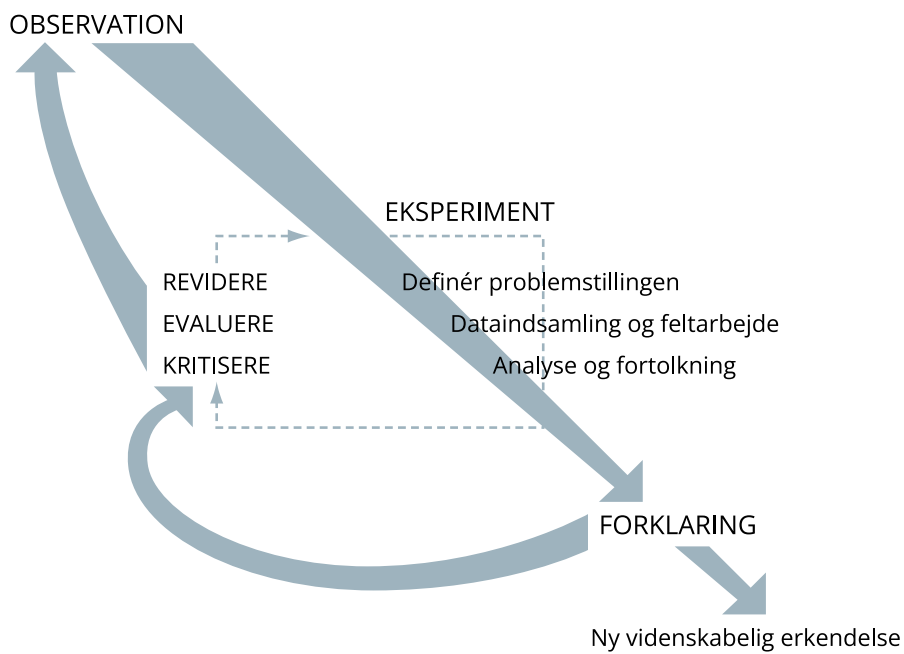 OBSERVATION
EKSPERIMENT
REVIDERE
Definér problemstillingen
EVALUERE
Dataindsamling og feltarbejde
KRITISERE
Analyse og fortolkning
FORKLARING
Ny videnskabelig erkendelse